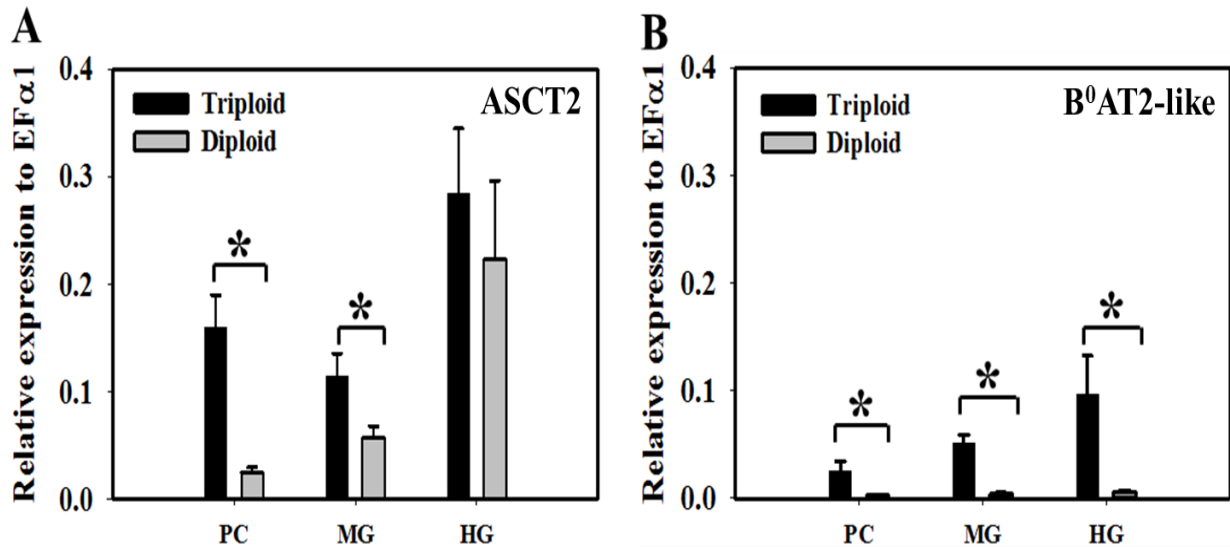 A
Relative expression to EFα1
0.4
0.3
0.2
0.1
0.0
Triploid
Diploid
ASCT2
*
*
PC
MG
HG
B
Relative expression to EFα1
0.4
0.3
0.2
0.1
0.0
Triploid
Diploid
B⁰AT2-like
*
*
*
PC
MG
HG